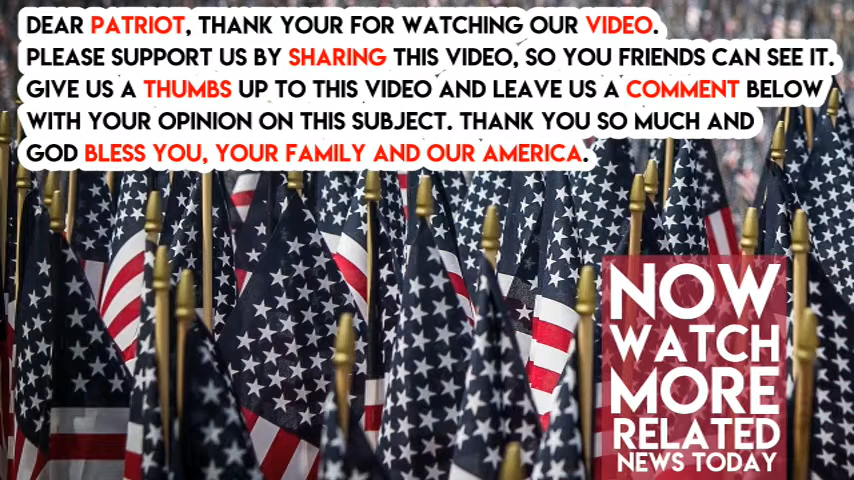 DEAR PATRIOT, THANK YOUR FOR WATCHING OUR VIDEO.
PLEASE SUPPORT US BY SHARING THIS VIDEO, SO YOU FRIENDS CAN SEE IT.
GIVE US A THUMBS UP TO THIS VIDEO AND LEAVE US A COMMENT BELOW
WITH YOUR OPINION ON THIS SUBJECT. THANK YOU SO MUCH AND
GOD BLESS YOU, YOUR FAMILY AND OUR AMERICA.
NOW
WATCH
MORE
RELATED
NEWS TODAY